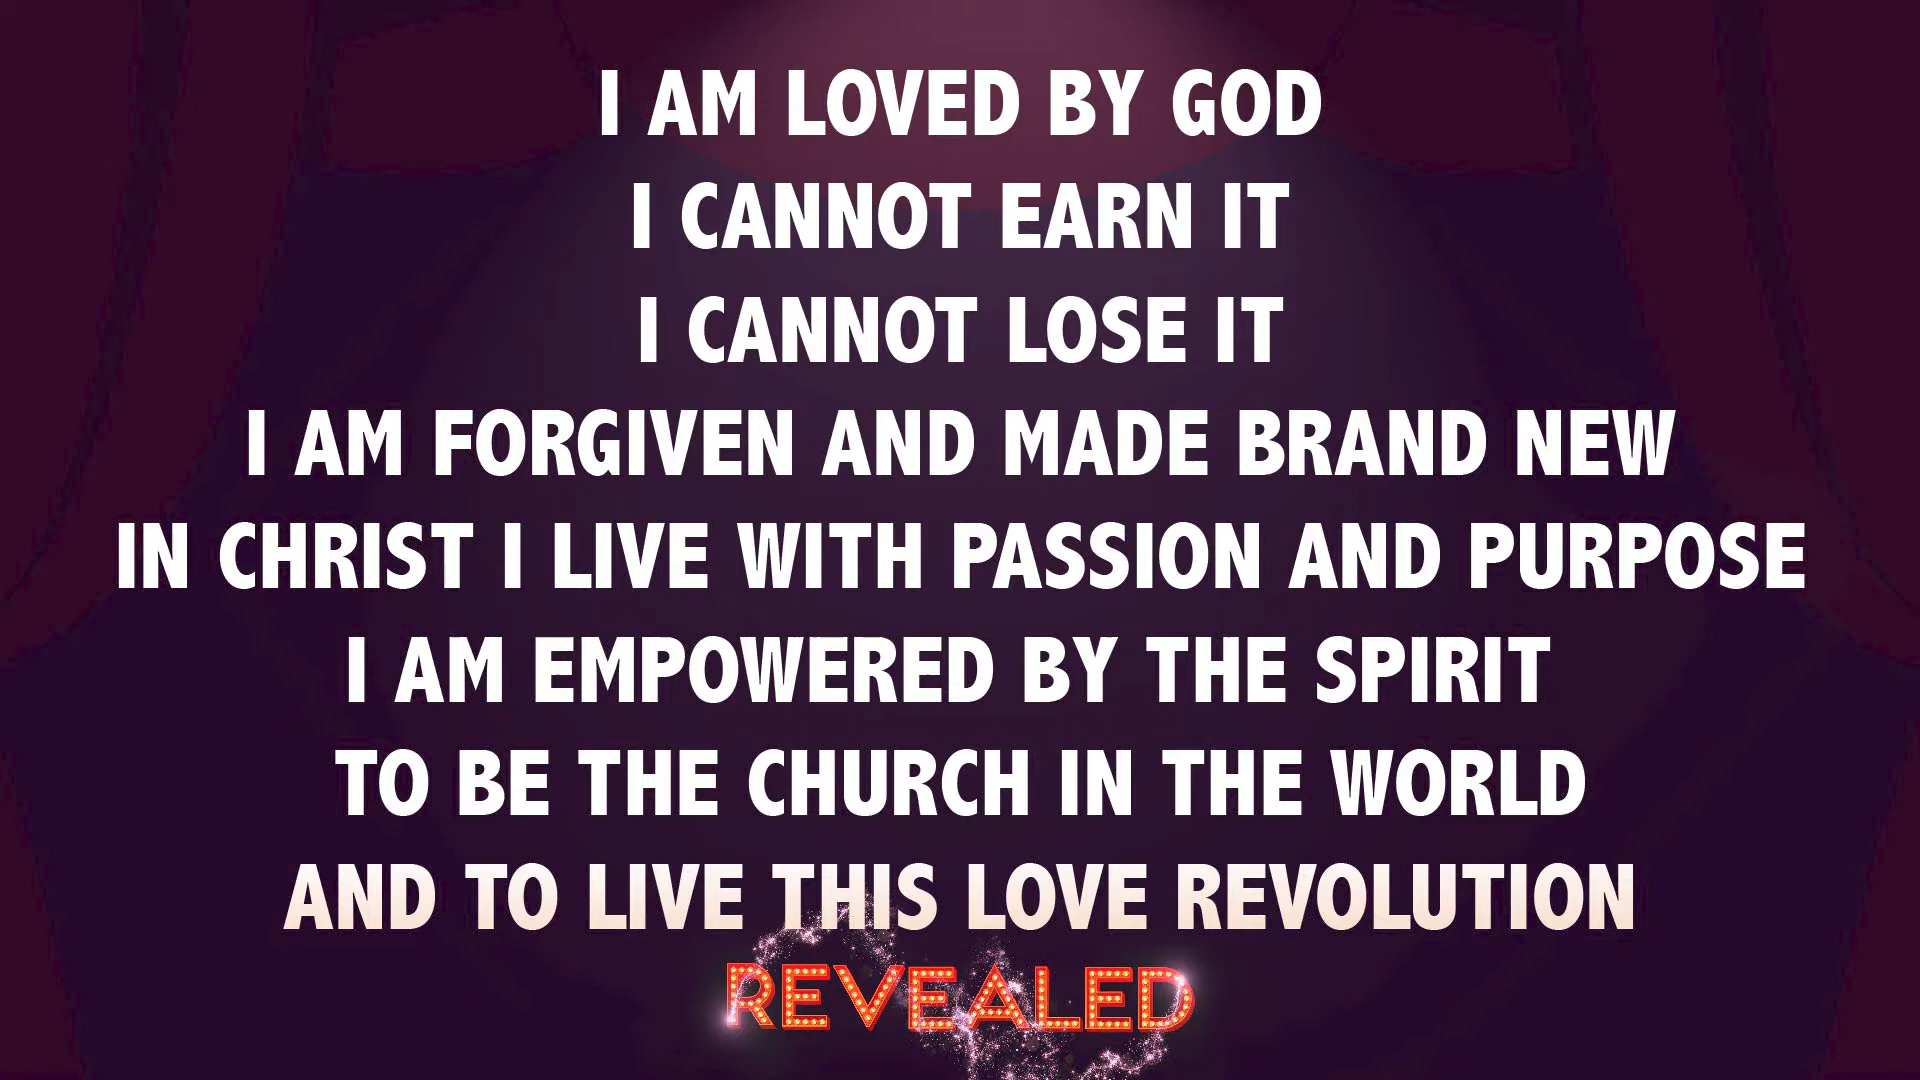 I AM LOVED BY GOD
I CANNOT EARN IT
I CANNOT LOSE IT
I AM FORGIVEN AND MADE BRAND NEW
IN CHRIST I LIVE WITH PASSION AND PURPOSE
I AM EMPOWERED BY THE SPIRIT
TO BE THE CHURCH IN THE WORLD
AND TO LIVE THIS LOVE REVOLUTION
REVEALED